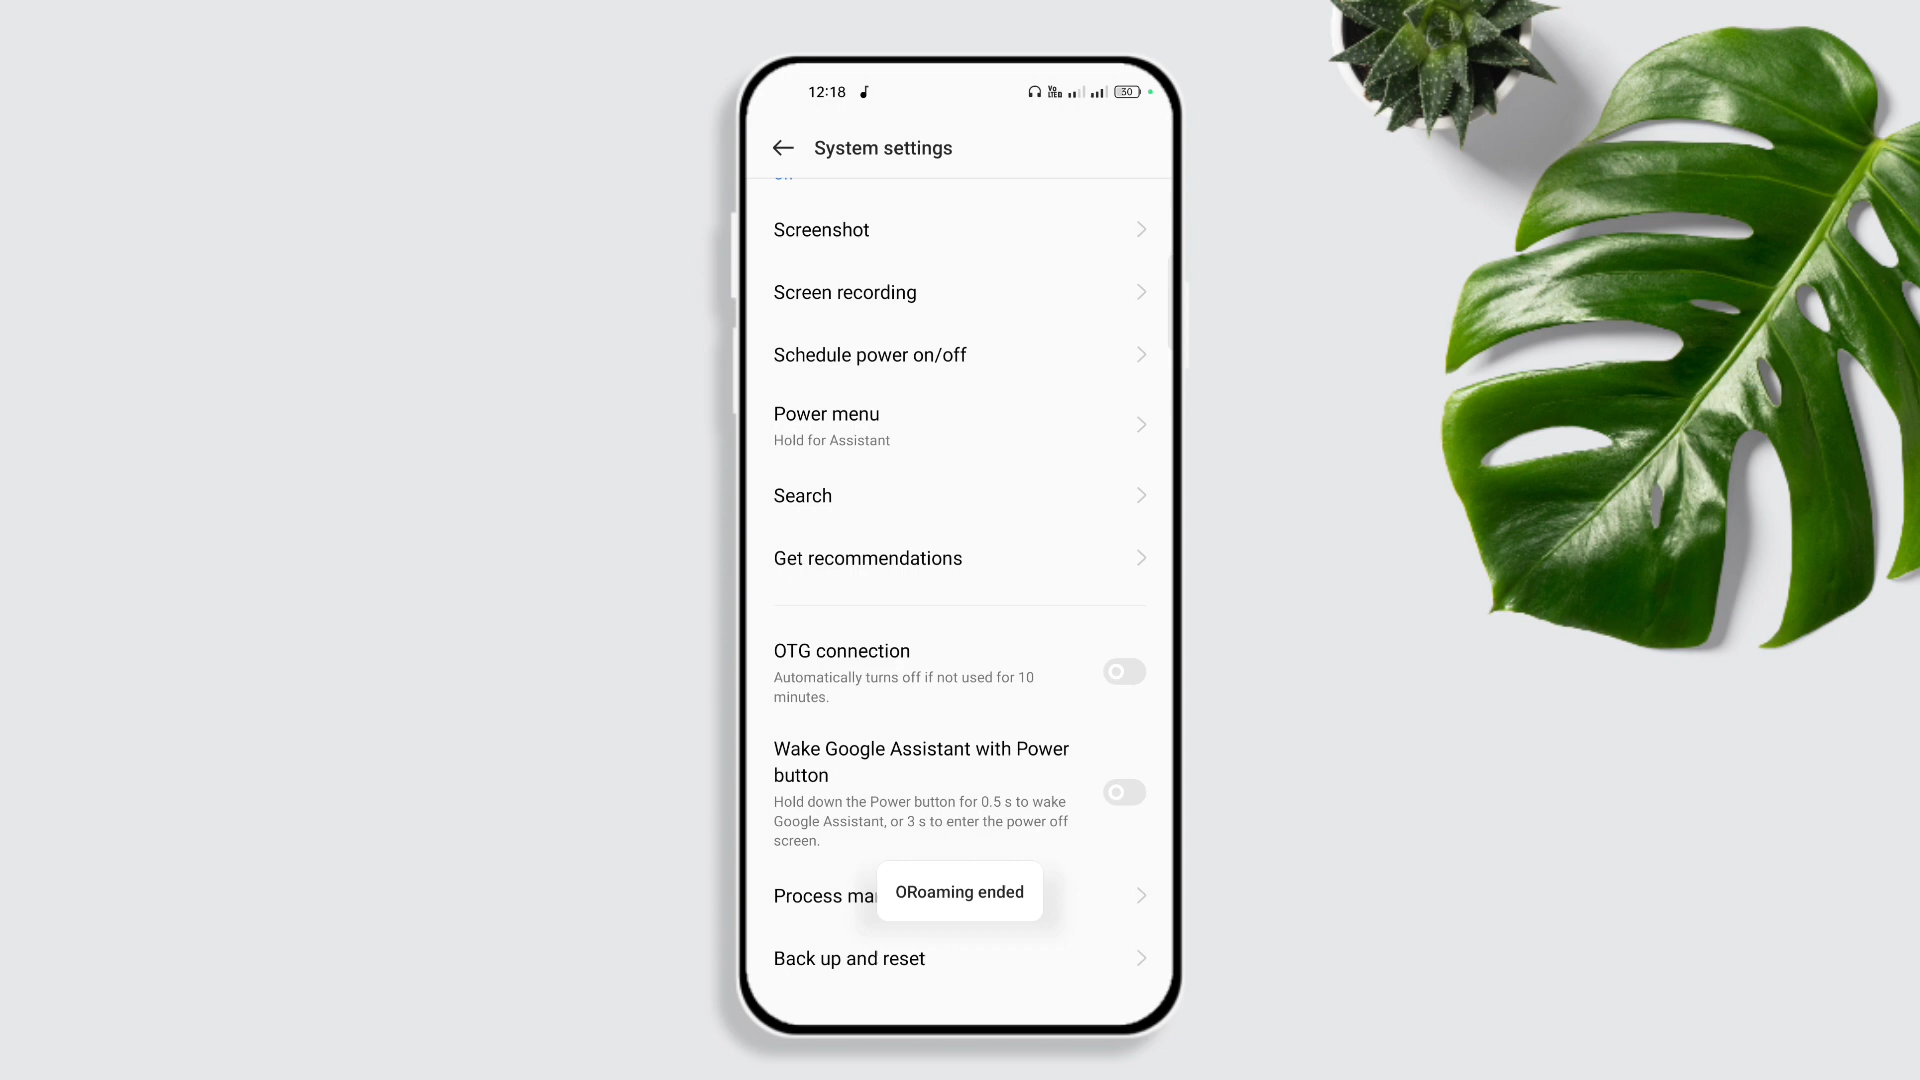 12:18
30
System settings
Screenshot
Screen recording
Schedule power on/off
Power menu
Hold for Assistant
Search
Get recommendations
OTG connection
Automatically turns off if not used for 10
minutes.
Wake Google Assistant with Power
button
Hold down the Power button for 0.5 s to wake
Google Assistant, or 3 s to enter the power off
screen.
Process ma
ORoaming ended
Back up and reset